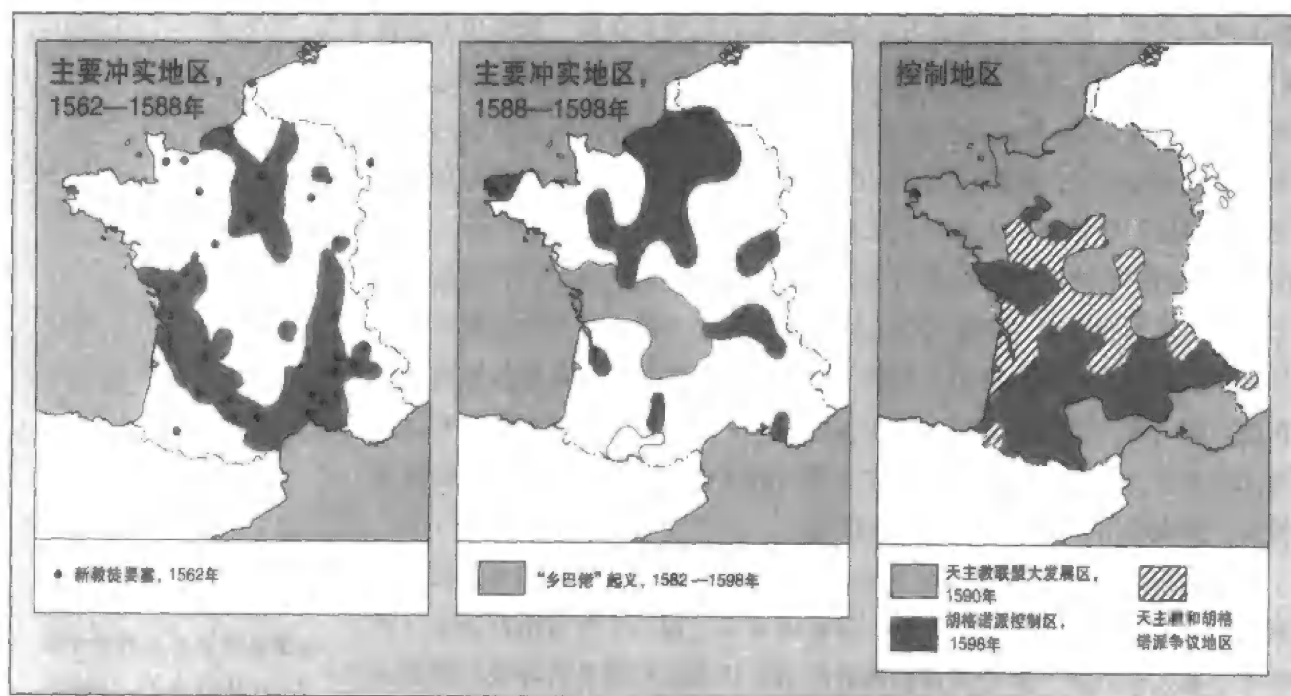 主要冲实地区，
1562—1588年
新教徒要塞，1562年
主要冲实地区，
1588—1598年
“乡巴佬”起义，1582—1598年
控制地区
天主教联盟大发展区，
1590年
胡格诺派控制区，
1598年
天主教和胡格
诺派争议地区